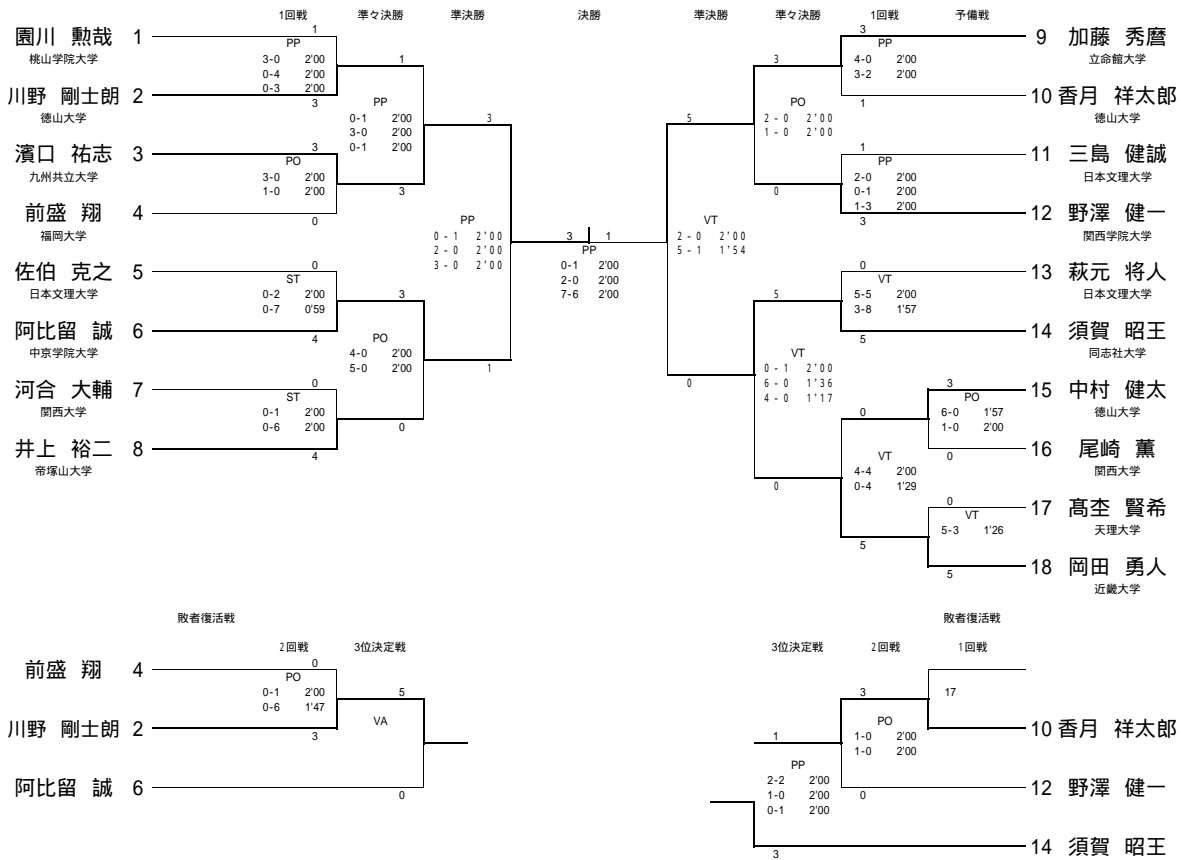 1回戦 準々決勝 準決勝 決勝 準決勝 準々決勝 1回戦 予備戦
園川 勲哉 1
桃山学院大学
1
PP
3-0 2'00
0-4 2'00
0-3 2'00
3
川野 剛士朗 2
徳山大学
1
PP
0-1 2'00
3-0 2'00
0-1 2'00
3
濱口 祐志 3
九州共立大学
3
PO
3-0 2'00
1-0 2'00
0
前盛 翔 4
福岡大学
3
PP
0-1 2'00
2-0 2'00
3-0 2'00
1
佐伯 克之 5
日本文理大学
0
ST
0-2 2'00
0-7 0'59
4
阿比留 誠 6
中京学院大学
3
PO
4-0 2'00
5-0 2'00
0
河合 大輔 7
関西大学
0
ST
0-1 2'00
0-6 2'00
4
井上 裕二 8
帝塚山大学
3 1
PP
0-1 2'00
2-0 2'00
7-6 2'00
5
VT
2-0 2'00
5-1 1'54
0
3
PO
2-0 2'00
1-0 2'00
0
3
PP
4-0 2'00
3-2 2'00
1
9 加藤 秀麿
立命館大学
10 香月 祥太郎
徳山大学
1
PP
2-0 2'00
0-1 2'00
1-3 2'00
3
11 三島 健誠
日本文理大学
12 野澤 健一
関西学院大学
5
VT
0-1 2'00
6-0 1'36
4-0 1'17
0
0
VT
5-5 2'00
3-8 1'57
5
13 萩元 将人
日本文理大学
14 須賀 昭王
同志社大学
0
VT
4-4 2'00
0-4 1'29
5
3
PO
6-0 1'57
1-0 2'00
0
15 中村 健太
徳山大学
16 尾崎 薫
関西大学
0
VT
5-3 1'26
5
17 髙杢 賢希
天理大学
18 岡田 勇人
近畿大学
敗者復活戦
2回戦 3位決定戦
前盛 翔 4
0
PO
0-1 2'00
0-6 1'47
3
川野 剛士朗 2
5
VA
0
阿比留 誠 6
敗者復活戦
3位決定戦 2回戦 1回戦
17
10 香月 祥太郎
3
PO
1-0 2'00
1-0 2'00
0
12 野澤 健一
1
PP
2-2 2'00
1-0 2'00
0-1 2'00
3
14 須賀 昭王